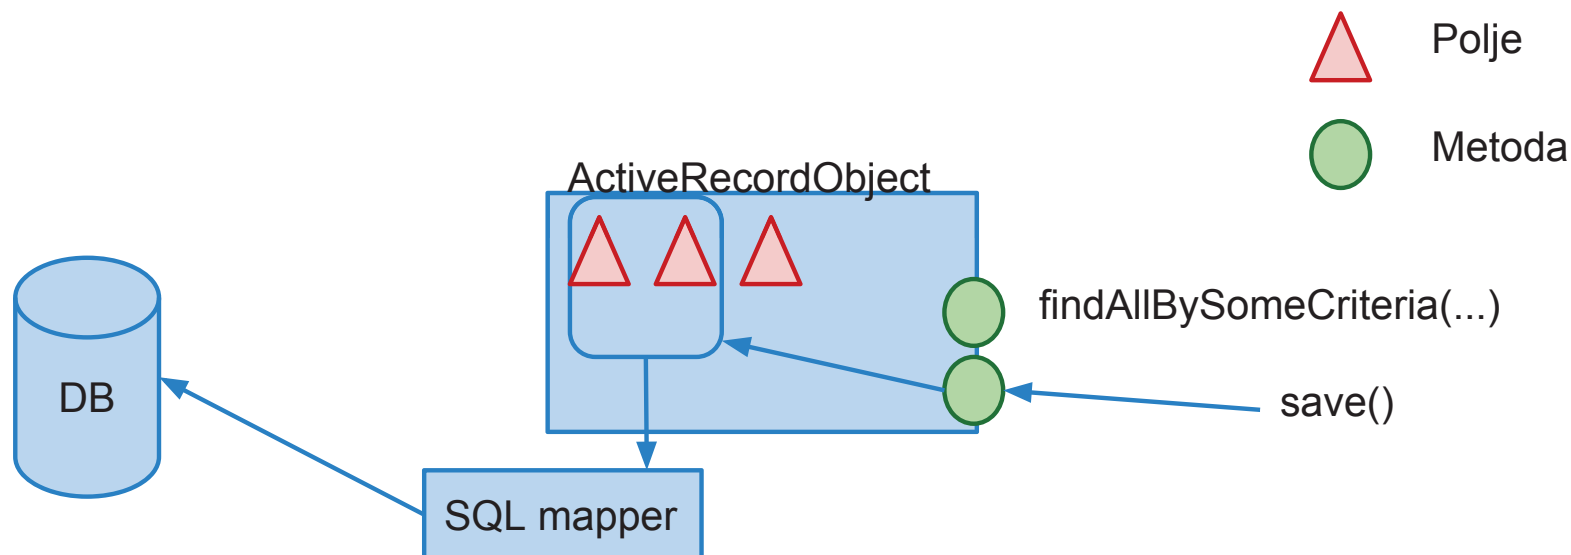 Polje
Metoda
ActiveRecordObject
findAllBySomeCriteria(...)
DB
save()
SQL mapper